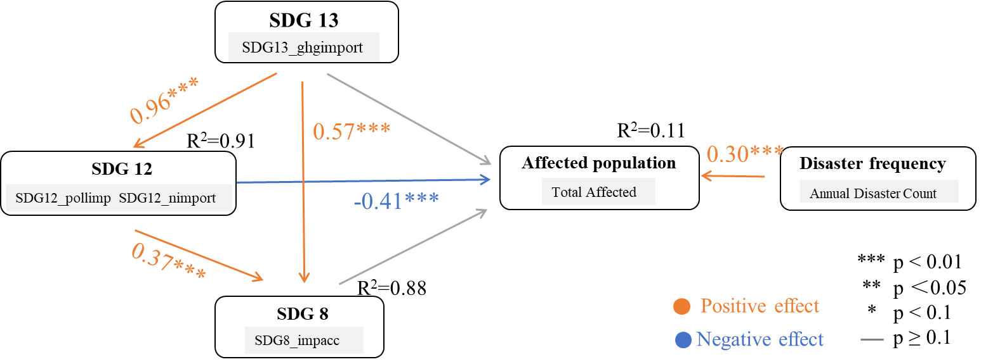 SDG 13
SDG13_ghgimport
0.96***
R²=0.91
0.57***
R²=0.11
0.30***
SDG 12
SDG12_pollimp SDG12_nimport
Affected population
Total Affected
Disaster frequency
Annual Disaster Count
-0.41***
0.37***
R²=0.88
SDG 8
SDG8_impacc
*** p < 0.01
** p <0.05
* p < 0.1
— p ≥ 0.1
Positive effect
Negative effect